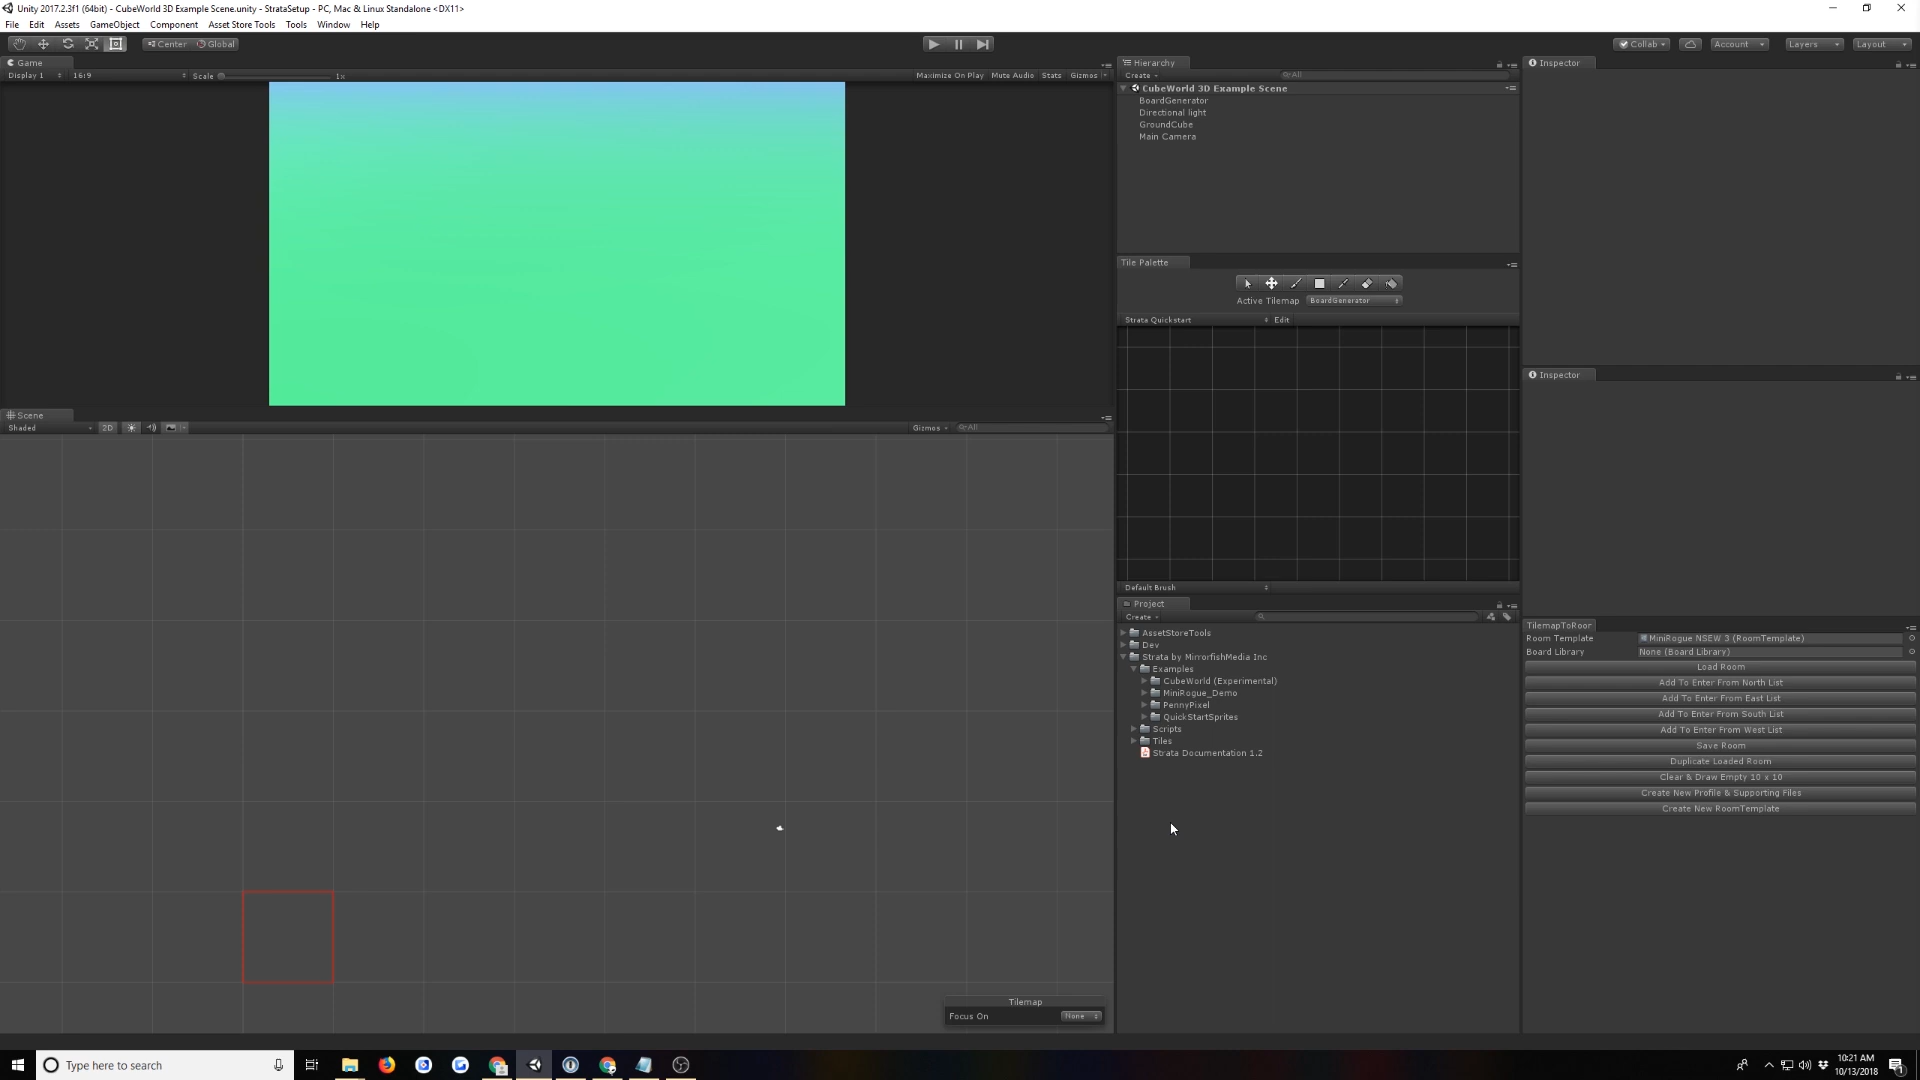 Unity 2017.2.3f1 (64bit) - CubeWorld 3D Example Scene.unity - StrataSetup - PC, Mac & Linux Standalone <DX11>
File Edit Assets GameObject Component Asset Store Tools Tools Window Help
Center Global
Collab Account Layers Layout
Game
Display 1 16:9 Scale 1x Maximize On Play Mute Audio Stats Gizmos
Hierarchy
Create All
CubeWorld 3D Example Scene
BoardGenerator
Directional light
GroundCube
Main Camera
Tile Palette
Active Tilemap BoardGenerator
Strata Quickstart Edit
Default Brush
Inspector
Inspector
Scene
Shaded 2D Gizmos All
Tilemap
Focus On None
Project
Create
AssetStoreTools
Dev
Strata by MirrorfishMedia Inc
Examples
CubeWorld (Experimental)
MiniRogue_Demo
PennyPixel
QuickStartSprites
Scripts
Tiles
Strata Documentation 1.2
TilemapToRoor
Room Template MiniRogue NSEW 3 (RoomTemplate)
Board Library None (Board Library)
Load Room
Add To Enter From North List
Add To Enter From East List
Add To Enter From South List
Add To Enter From West List
Save Room
Duplicate Loaded Room
Clear & Draw Empty 10 x 10
Create New Profile & Supporting Files
Create New RoomTemplate
Type here to search
10:21 AM
10/13/2018